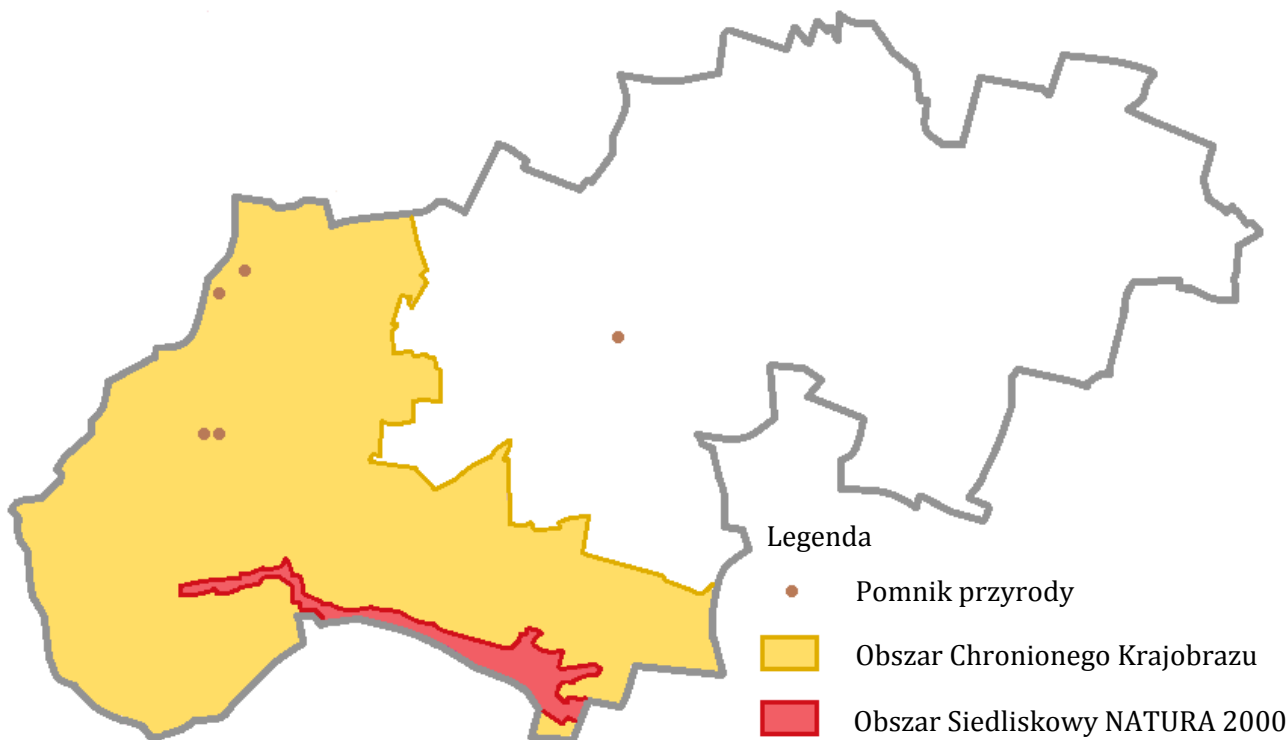 Legenda
Pomnik przyrody
Obszar Chronionego Krajobrazu
Obszar Siedliskowy NATURA 2000